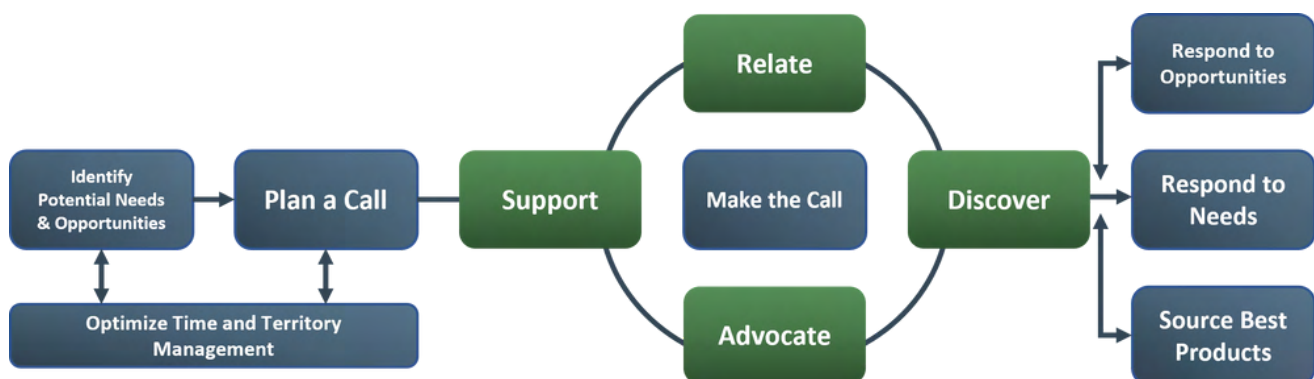 Identify
Potential Needs
& Opportunities
Plan a Call
Optimize Time and Territory
Management
Support
Relate
Make the Call
Advocate
Discover
Respond to
Opportunities
Respond to
Needs
Source Best
Products